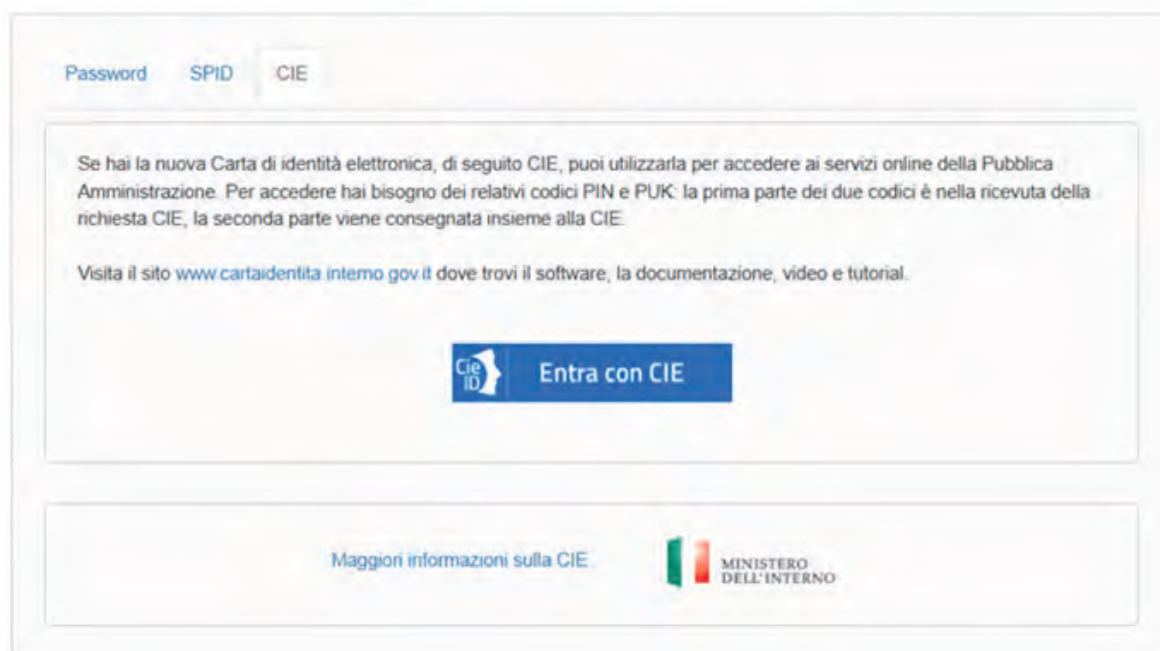 Password SPID CIE
Se hai la nuova Carta di identità elettronica, di seguito CIE, puoi utilizzarla per accedere ai servizi online della Pubblica
Amministrazione. Per accedere hai bisogno dei relativi codici PIN e PUK: la prima parte dei due codici è nella ricevuta della
richiesta CIE, la seconda parte viene consegnata insieme alla CIE.
Visita il sito www.cartaidentita.interno.gov.it dove trovi il software, la documentazione, video e tutorial.
Cie ID Entra con CIE
Maggiori informazioni sulla CIE
MINISTERO
DELL'INTERNO